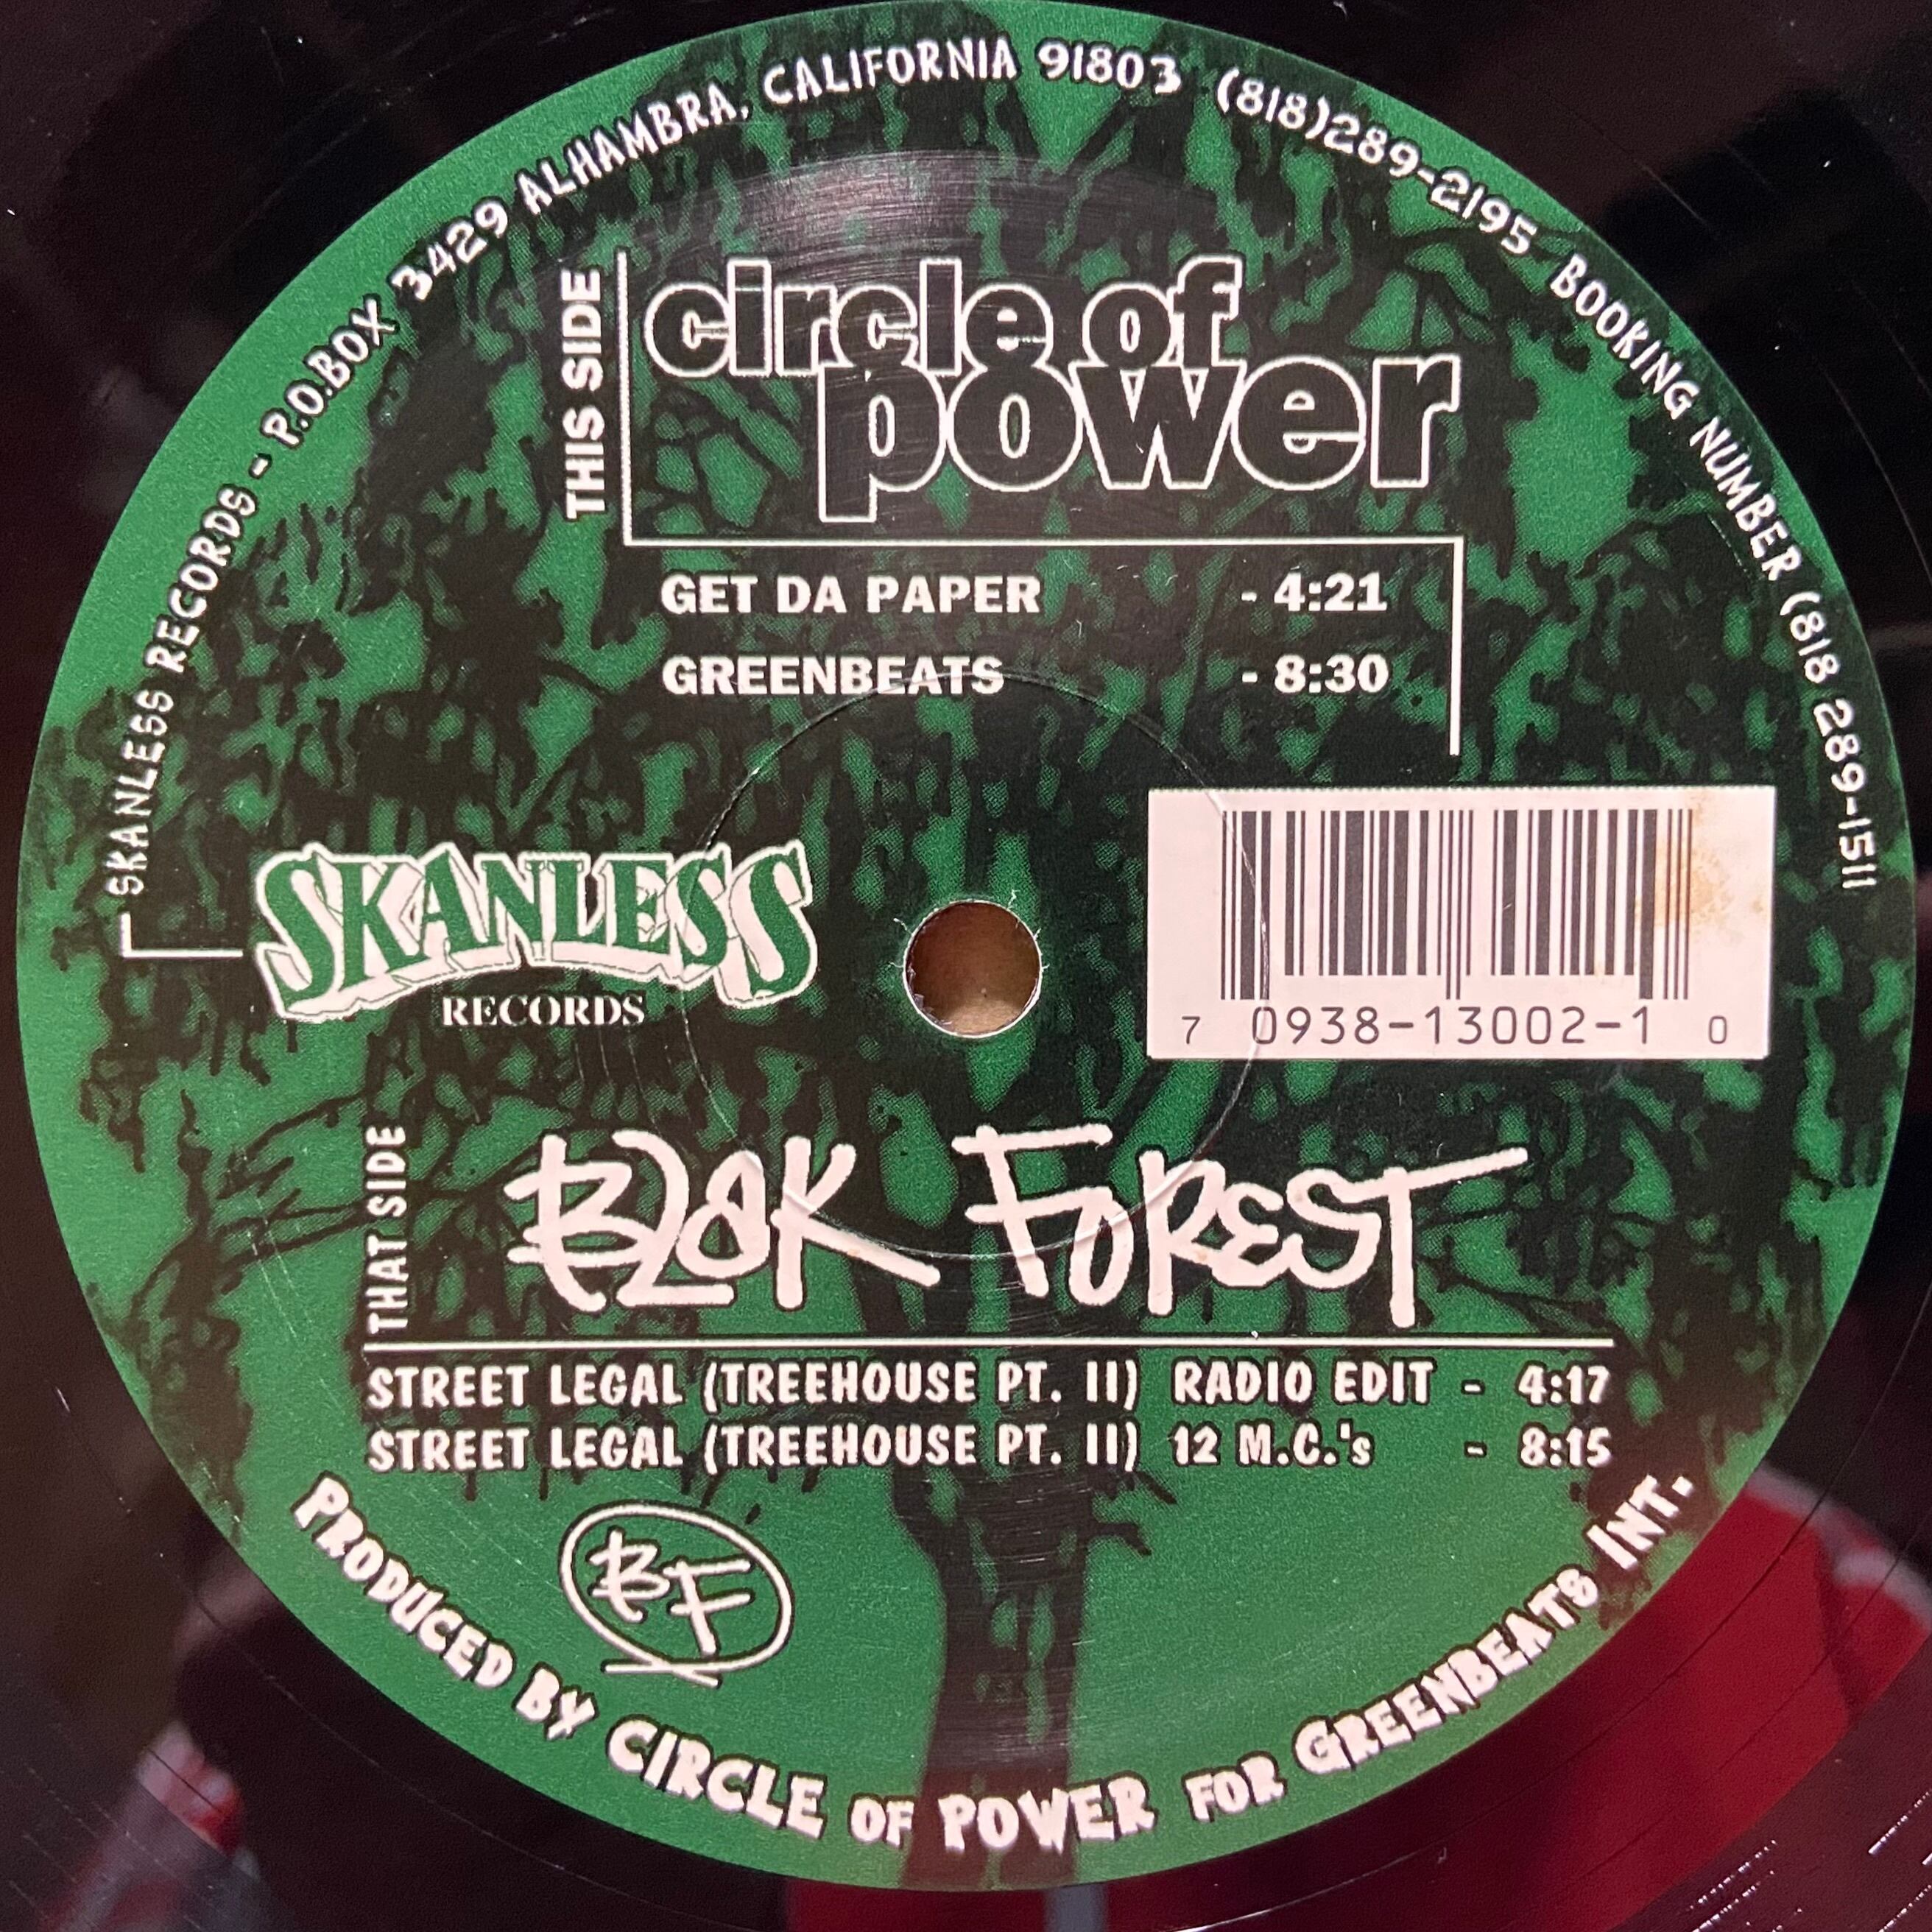 SKANLESS RECORDS - P.O.BOX 3429 ALHAMBRA, CALIFORNIA 91803 (818)289-2195 BOOKING NUMBER (818 289-1511
THIS SIDE
circle of
power
GET DA PAPER - 4:21
GREENBEATS - 8:30
SKANLESS
RECORDS
7 0938-13002-1 0
THAT SIDE
BLAK FOREST
STREET LEGAL (TREEHOUSE PT. II) RADIO EDIT - 4:17
STREET LEGAL (TREEHOUSE PT. II) 12 M.C.'s - 8:15
BF
PRODUCED BY CIRCLE OF POWER FOR GREENBEATS INT.